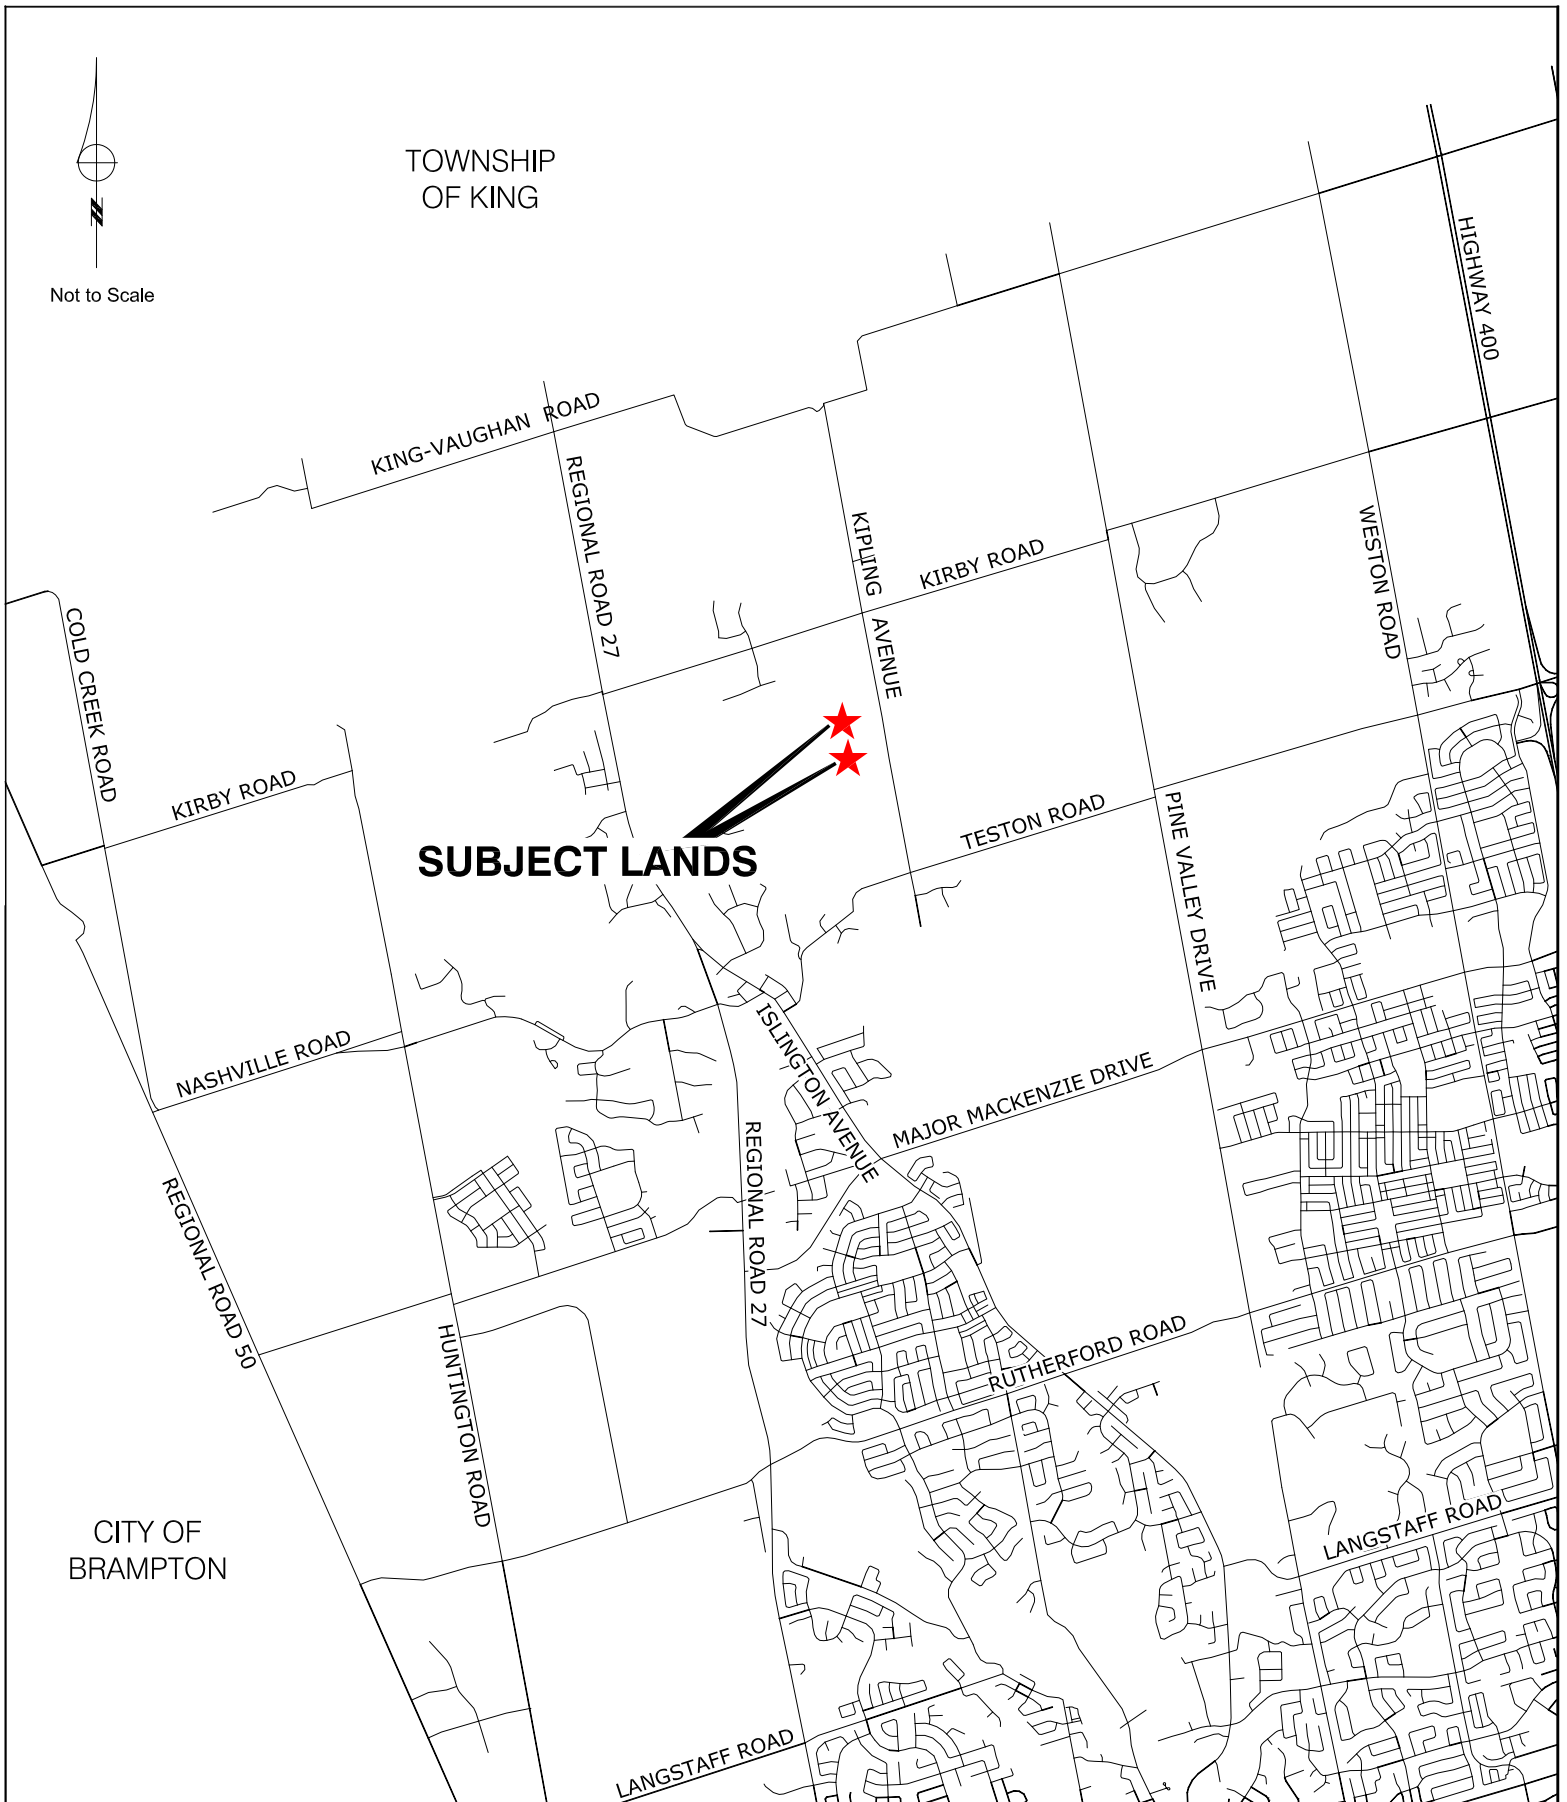 TOWNSHIP
OF KING
N
Not to Scale
HIGHWAY 400
KING-VAUGHAN ROAD
REGIONAL ROAD 27
KIPLING AVENUE
KIRBY ROAD
WESTON ROAD
COLD CREEK ROAD
KIRBY ROAD
SUBJECT LANDS
TESTON ROAD
PINE VALLEY DRIVE
NASHVILLE ROAD
ISLINGTON AVENUE
MAJOR MACKENZIE DRIVE
REGIONAL ROAD 27
REGIONAL ROAD 50
HUNTINGTON ROAD
RUTHERFORD ROAD
CITY OF
BRAMPTON
LANGSTAFF ROAD
LANGSTAFF ROAD